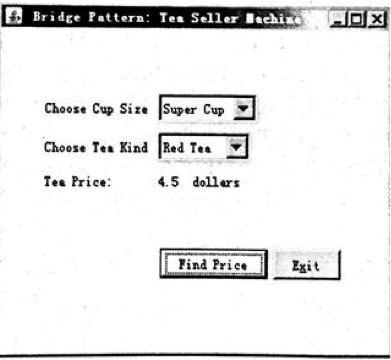 Bridge Pattern: Tea Seller Machine
Choose Cup Size Super Cup
Choose Tea Kind Red Tea
Tea Price: 4.5 dollars
Find Price Exit